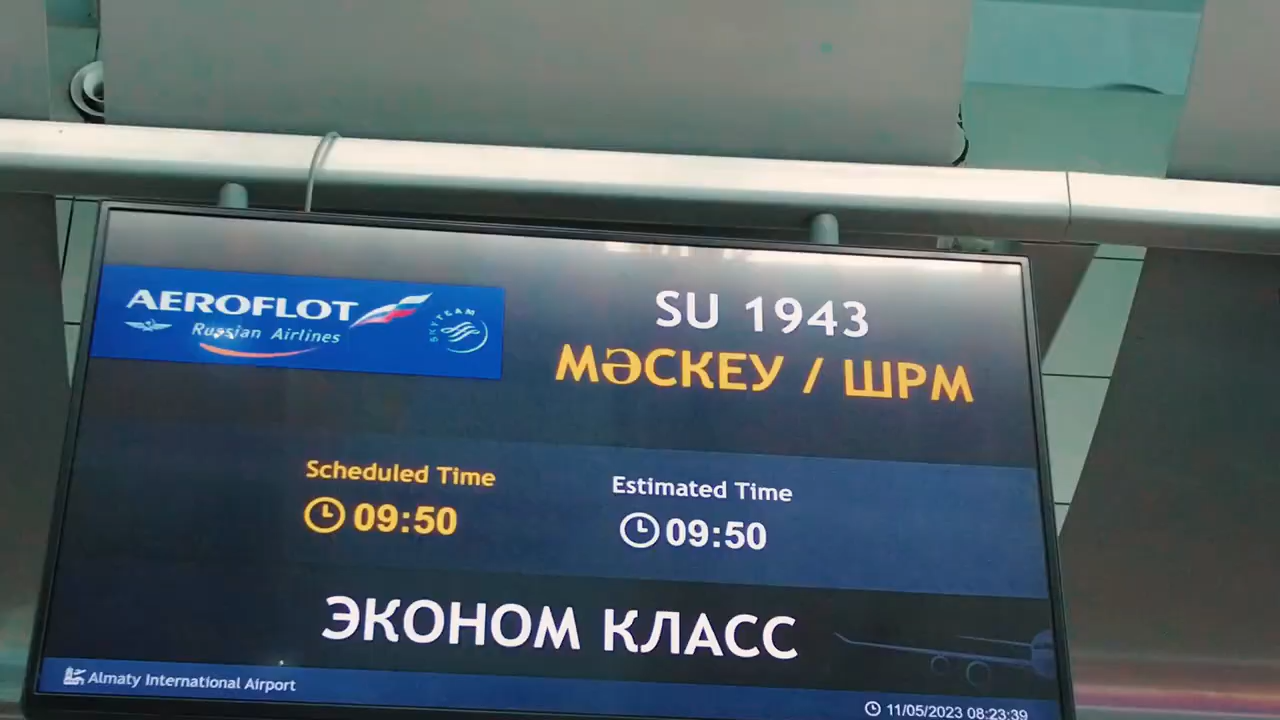 AEROFLOT
Russian Airlines
SKYTEAM
SU 1943
МӘСКЕУ / ШРМ
Scheduled Time
09:50
Estimated Time
09:50
ЭКОНОМ КЛАСС
Almaty International Airport
11/05/2023 08:23:39